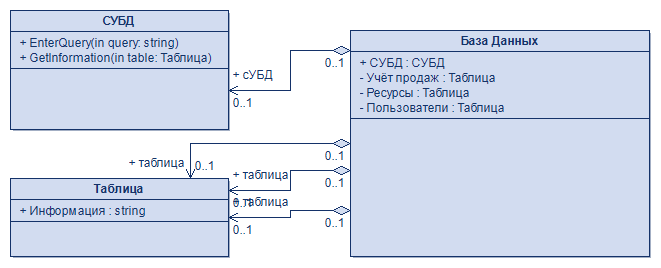 СУБД
+ EnterQuery(in query: string)
+ GetInformation(in table: Таблица)
База Данных
+ СУБД : СУБД
- Учёт продаж : Таблица
- Ресурсы : Таблица
- Пользователи : Таблица
0..1
+ сУБД
0..1
0..1
+ таблица
0..1
0..1
+ таблица
0..1
0..1
+ таблица
0..1
Таблица
+ Информация : string